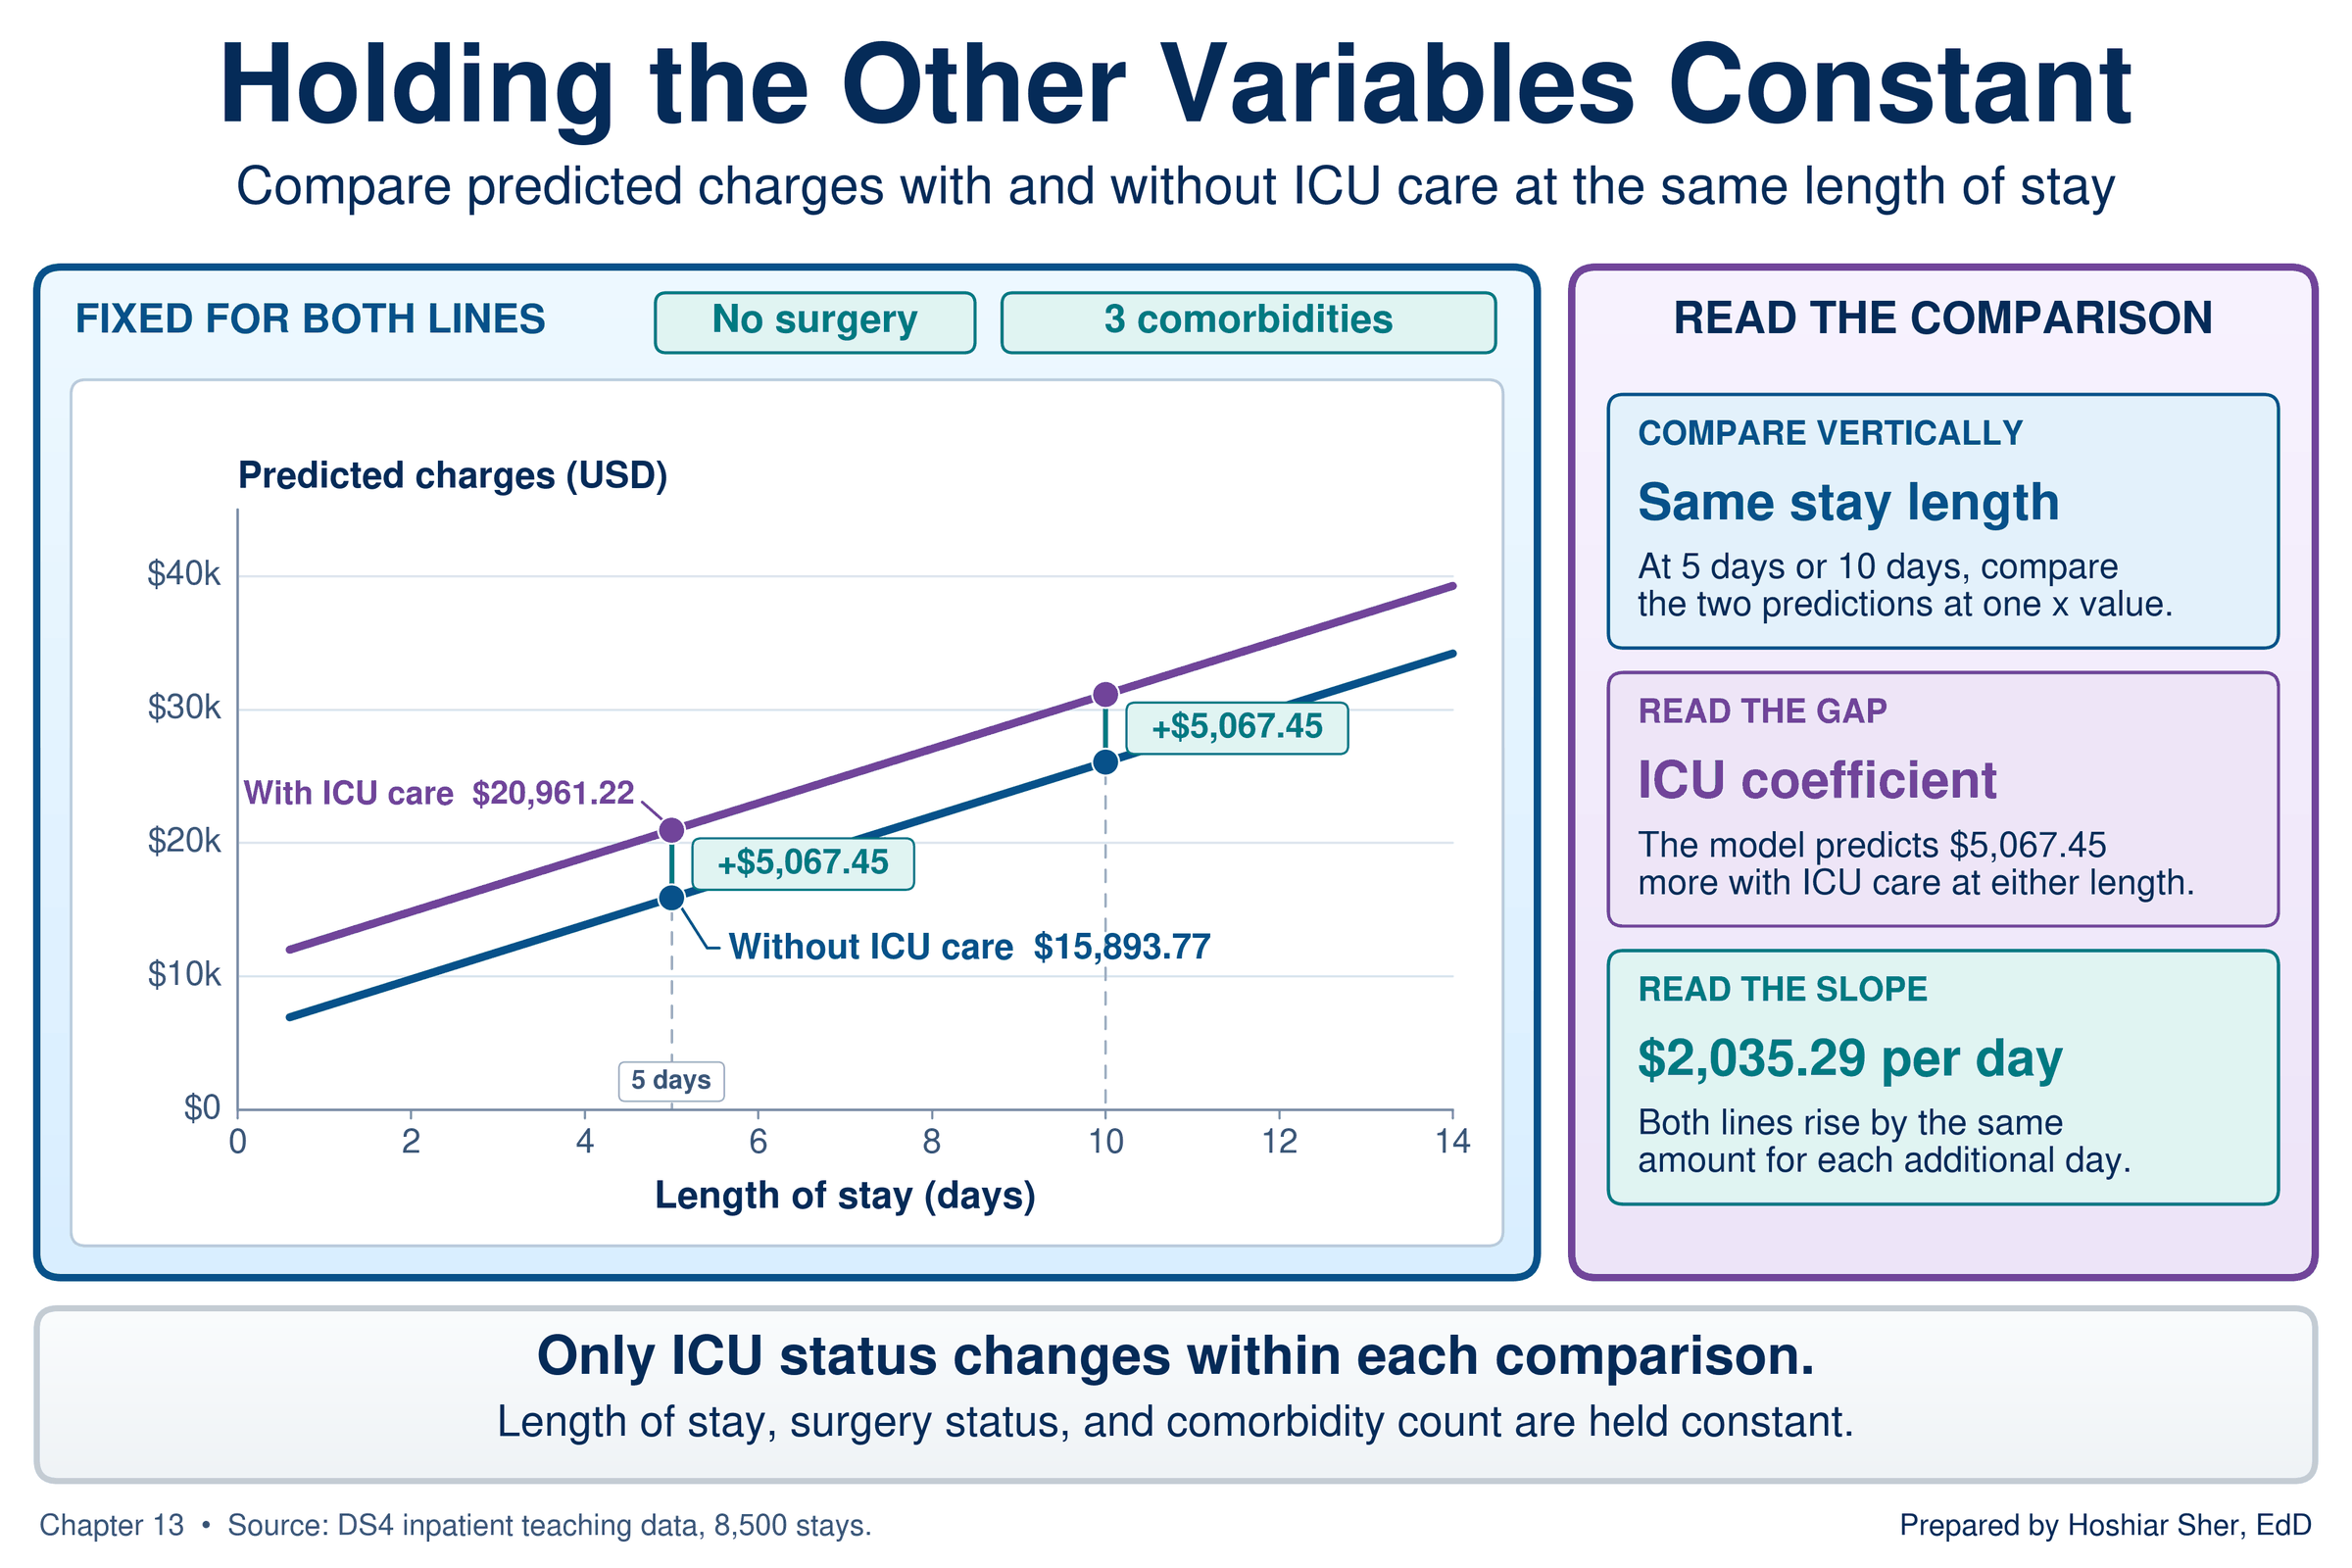 Holding the Other Variables Constant
Compare predicted charges with and without ICU care at the same length of stay
FIXED FOR BOTH LINES
No surgery
3 comorbidities
Predicted charges (USD)
$40k
$30k
$20k
$10k
$0
With ICU care $20,961.22
+$5,067.45
+$5,067.45
Without ICU care $15,893.77
5 days
0 2 4 6 8 10 12 14
Length of stay (days)
READ THE COMPARISON
COMPARE VERTICALLY
Same stay length
At 5 days or 10 days, compare
the two predictions at one x value.
READ THE GAP
ICU coefficient
The model predicts $5,067.45
more with ICU care at either length.
READ THE SLOPE
$2,035.29 per day
Both lines rise by the same
amount for each additional day.
Only ICU status changes within each comparison.
Length of stay, surgery status, and comorbidity count are held constant.
Chapter 13 • Source: DS4 inpatient teaching data, 8,500 stays.
Prepared by Hoshiar Sher, EdD